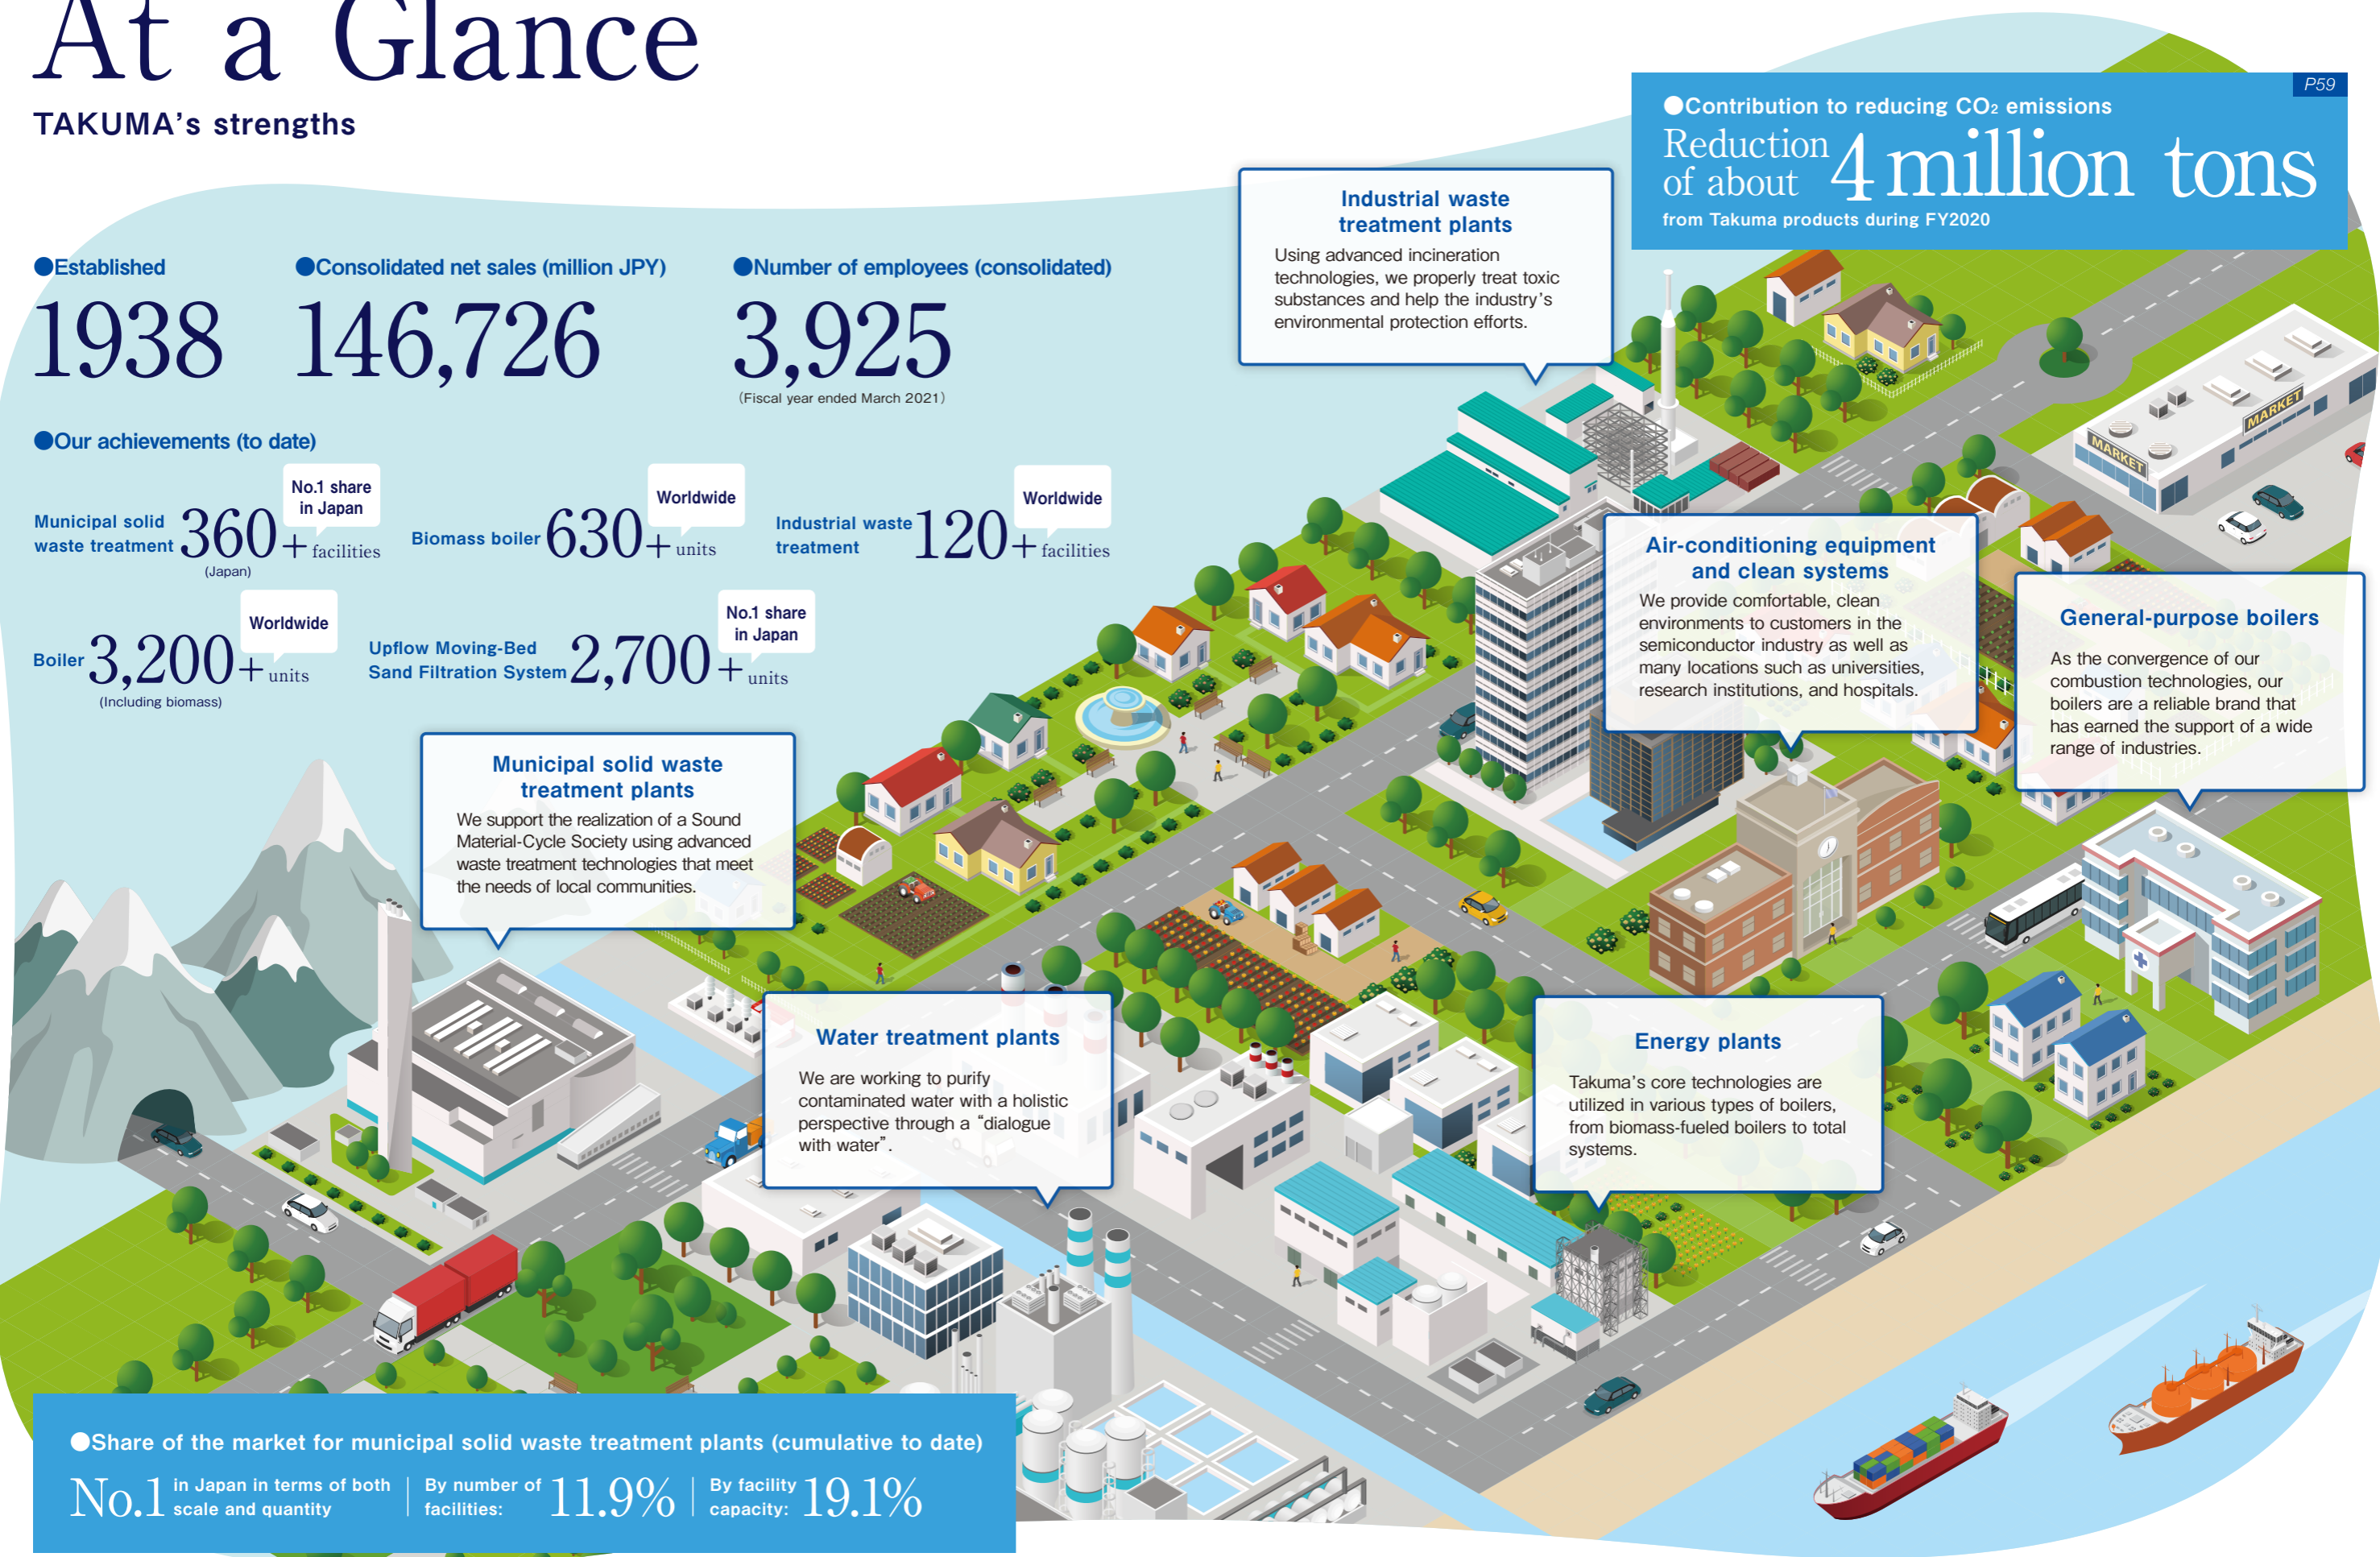 At a Glance
TAKUMA's strengths
P59
●Contribution to reducing CO₂ emissions
Reduction
of about 4 million tons
from Takuma products during FY2020
●Established
1938
●Consolidated net sales (million JPY)
146,726
●Number of employees (consolidated)
3,925
(Fiscal year ended March 2021)
●Our achievements (to date)
Municipal solid
waste treatment 360+ facilities
(Japan)
No.1 share
in Japan
Biomass boiler 630+ units
Worldwide
Industrial waste
treatment 120+ facilities
Worldwide
Boiler 3,200+ units
(Including biomass)
Worldwide
Upflow Moving-Bed
Sand Filtration System 2,700+ units
No.1 share
in Japan
Industrial waste
treatment plants
Using advanced incineration
technologies, we properly treat toxic
substances and help the industry's
environmental protection efforts.
MARKET
MARKET
Air-conditioning equipment
and clean systems
We provide comfortable, clean
environments to customers in the
semiconductor industry as well as
many locations such as universities,
research institutions, and hospitals.
General-purpose boilers
As the convergence of our
combustion technologies, our
boilers are a reliable brand that
has earned the support of a wide
range of industries.
Municipal solid waste
treatment plants
We support the realization of a Sound
Material-Cycle Society using advanced
waste treatment technologies that meet
the needs of local communities.
Water treatment plants
We are working to purify
contaminated water with a holistic
perspective through a “dialogue
with water”.
Energy plants
Takuma's core technologies are
utilized in various types of boilers,
from biomass-fueled boilers to total
systems.
●Share of the market for municipal solid waste treatment plants (cumulative to date)
No.1 in Japan in terms of both
scale and quantity
By number of
facilities: 11.9%
By facility
capacity: 19.1%